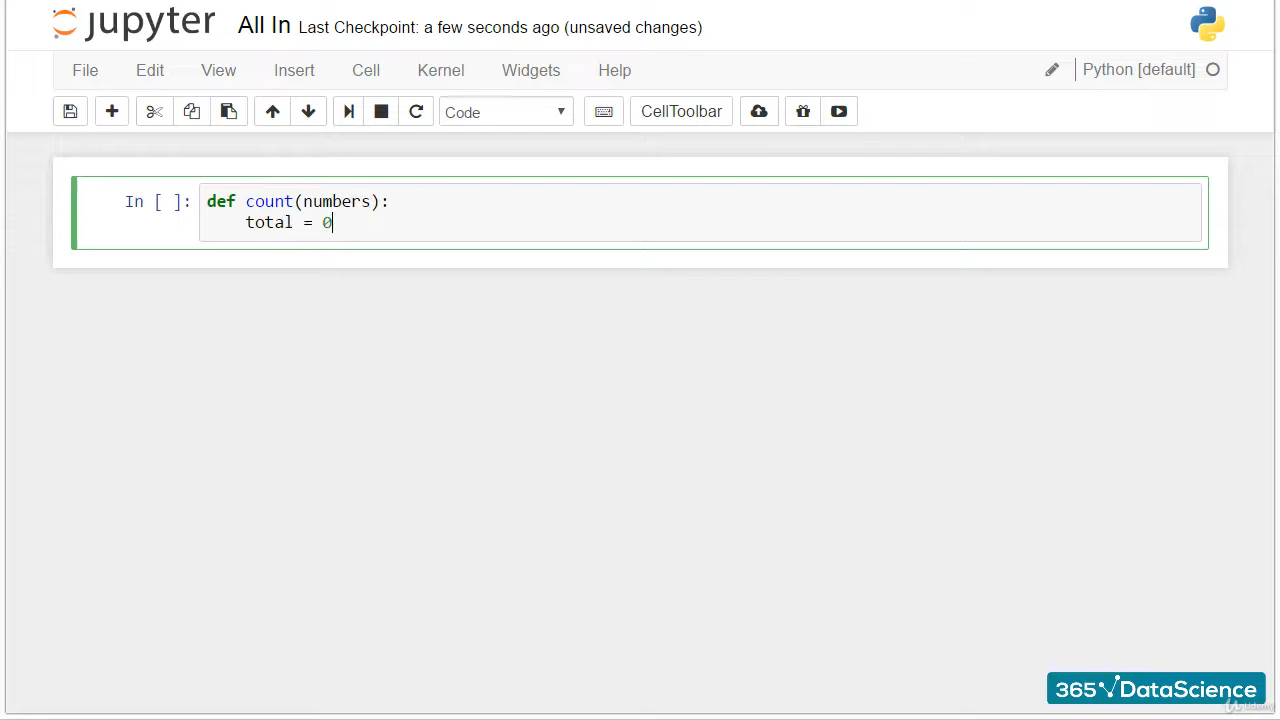 jupyter All In Last Checkpoint: a few seconds ago (unsaved changes)
File Edit View Insert Cell Kernel Widgets Help Python [default]
Code CellToolbar
In [ ]: def count(numbers):
total = 0
365 DataScience
Udemy